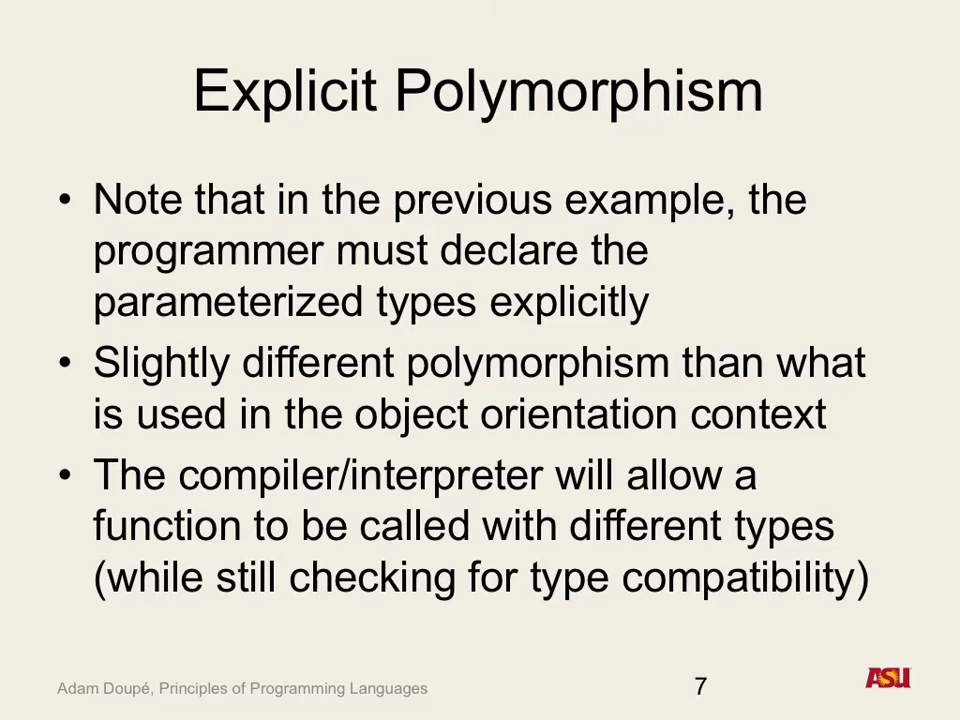 Explicit Polymorphism
• Note that in the previous example, the
programmer must declare the
parameterized types explicitly
• Slightly different polymorphism than what
is used in the object orientation context
• The compiler/interpreter will allow a
function to be called with different types
(while still checking for type compatibility)
Adam Doupé, Principles of Programming Languages
7
ASU